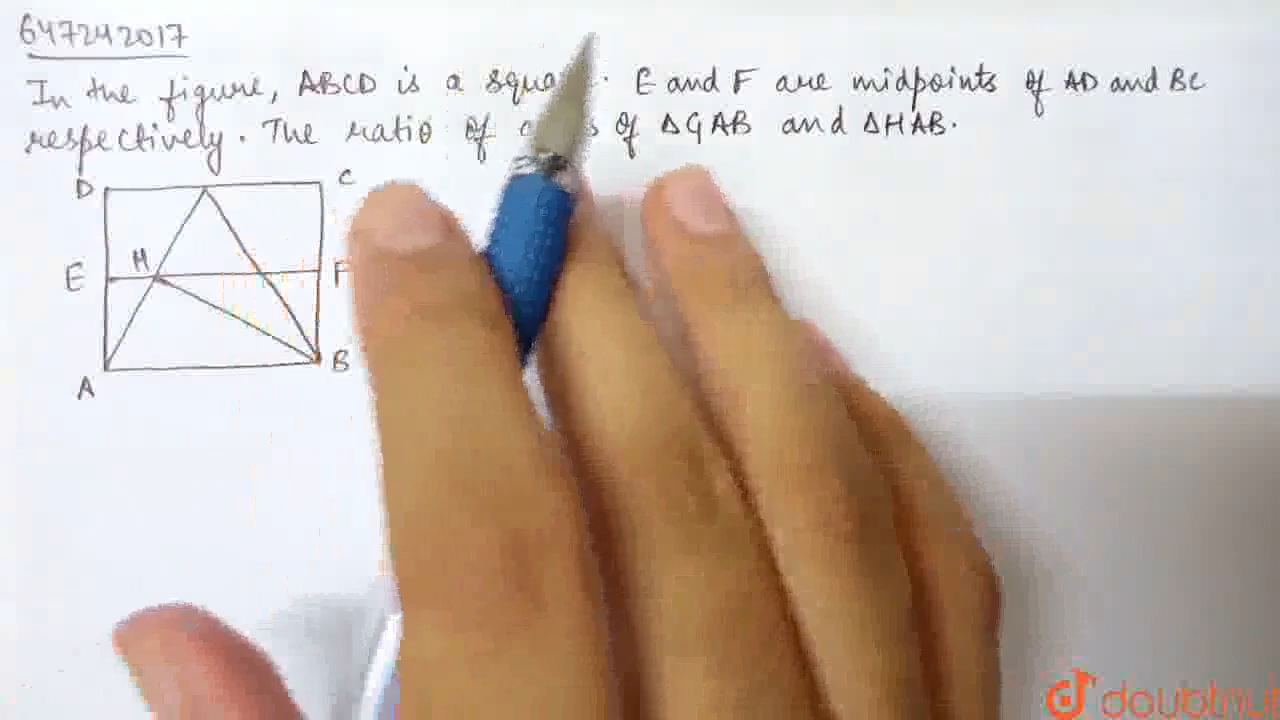 647242017
In the figure, ABCD is a . E and F are midpoints of AD and BC
respectively. The ratio of of ΔGAB and ΔHAB.
D
C
H
E
F
B
A
doubtnut